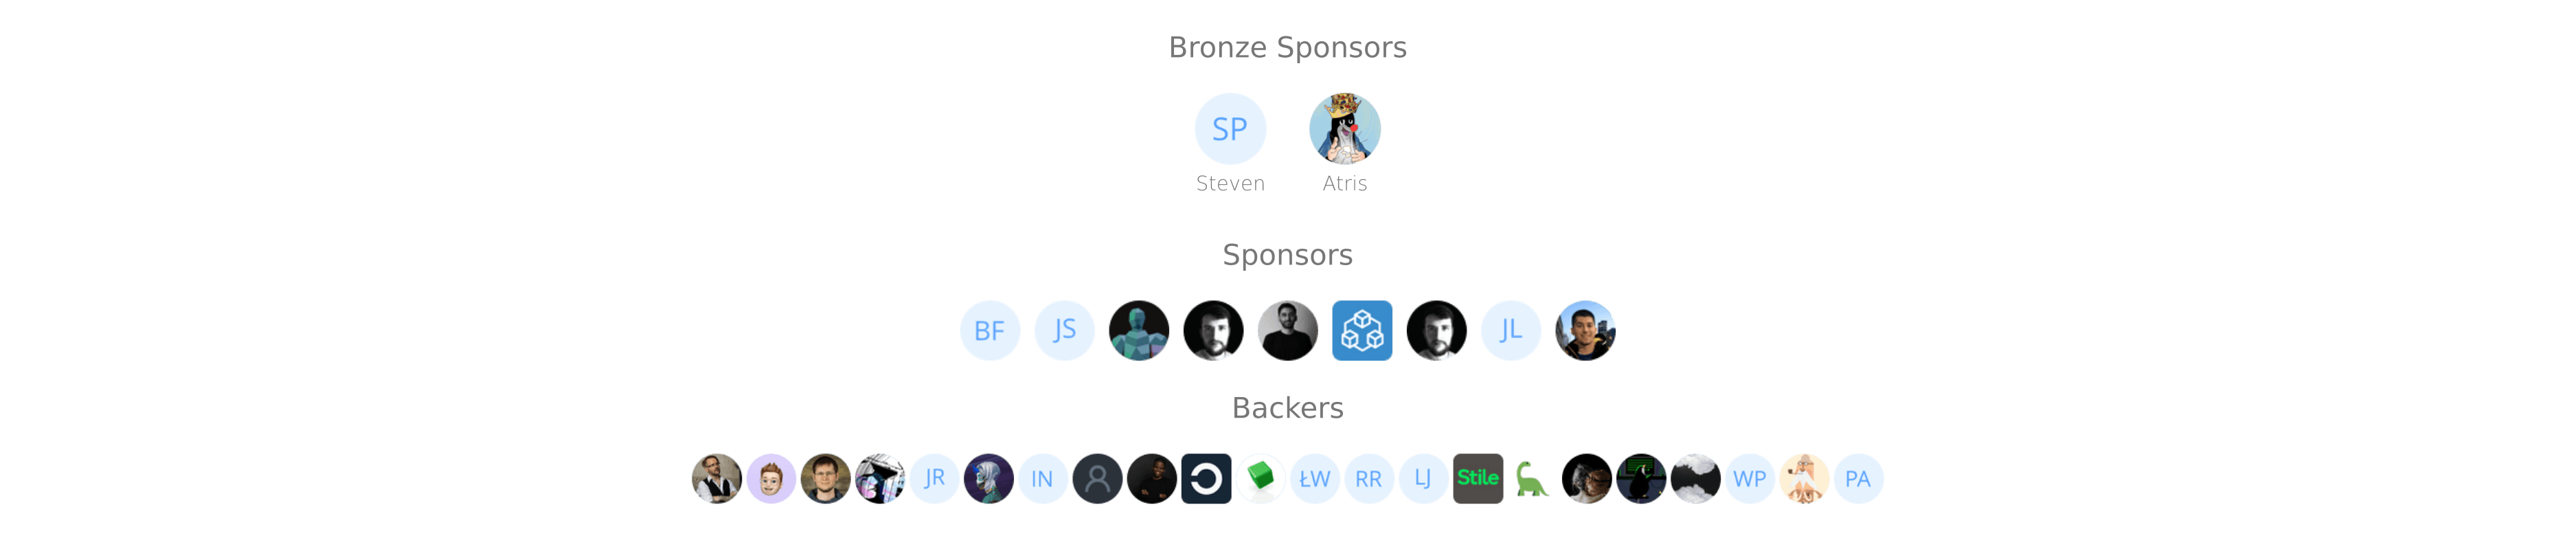 Bronze Sponsors
SP
Steven Atris
Sponsors
BF JS JL
Backers
JR IN ŁW RR LJ Stile WP PA